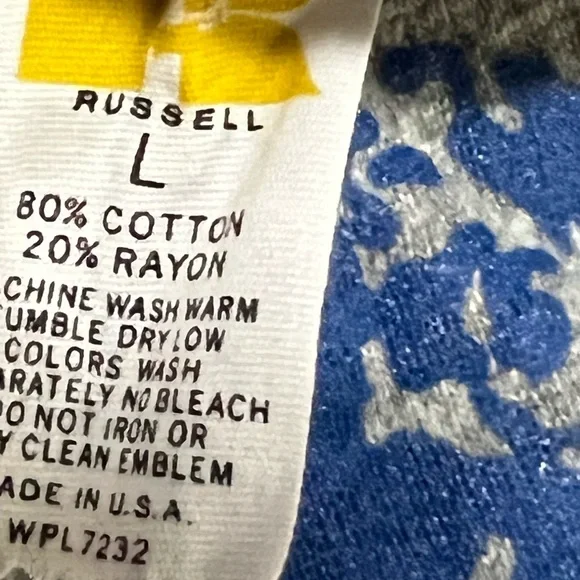 RUSSELL
L
80% COTTON
20% RAYON
CHINE WASH WARM
UMBLE DRY LOW
COLORS WASH
RATELY NO BLEACH
DO NOT IRON OR
Y CLEAN EMBLEM
ADE IN U.S.A.
WPL 7232